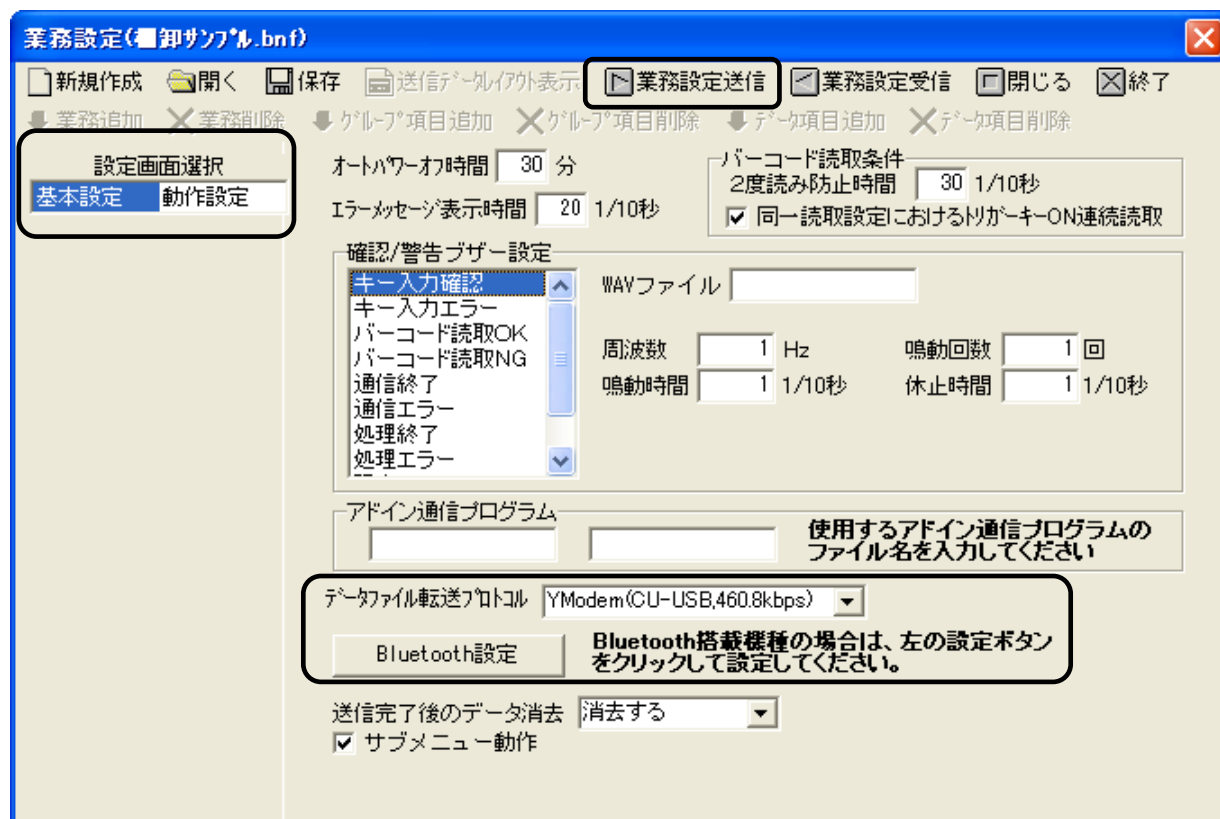 業務設定(棚卸ｻﾝﾌﾟﾙ.bnf)
新規作成 開く 保存 送信ﾃﾞｰﾀﾚｲｱｳﾄ表示 業務設定送信 業務設定受信 閉じる 終了
業務追加 業務削除 ｸﾞﾙｰﾌﾟ項目追加 ｸﾞﾙｰﾌﾟ項目削除 ﾃﾞｰﾀ項目追加 ﾃﾞｰﾀ項目削除
設定画面選択
基本設定 動作設定
ｵｰﾄﾊﾟﾜｰｵﾌ時間 30 分
ｴﾗｰﾒｯｾｰｼﾞ表示時間 20 1/10秒
バーコード読取条件
2度読み防止時間 30 1/10秒
同一読取設定におけるﾄﾘｶﾞｰｷｰON連続読取
確認/警告ブザー設定
キー入力確認
キー入力エラー
バーコード読取OK
バーコード読取NG
通信終了
通信エラー
処理終了
処理エラー
WAVファイル
周波数 1 Hz 鳴動回数 1 回
鳴動時間 1 1/10秒 休止時間 1 1/10秒
アドイン通信プログラム
使用するアドイン通信プログラムの
ファイル名を入力してください
ﾃﾞｰﾀﾌｧｲﾙ転送ﾌﾟﾛﾄｺﾙ YModem(CU-USB,460.8kbps)
Bluetooth設定
Bluetooth搭載機種の場合は、左の設定ボタン
をクリックして設定してください。
送信完了後のデータ消去 消去する
サブメニュー動作